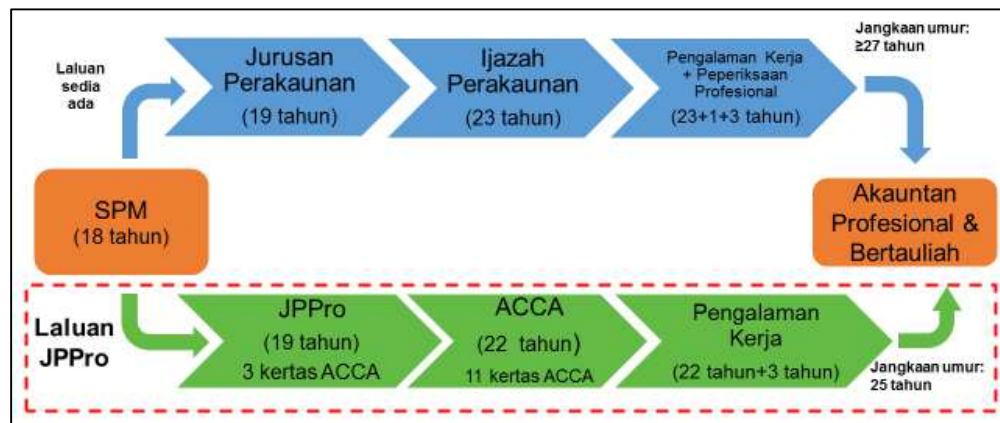 Laluan
sedia
ada
Jurusan
Perakaunan
(19 tahun)
Ijazah
Perakaunan
(23 tahun)
Pengalaman Kerja
+ Peperiksaan
Profesional
(23+1+3 tahun)
Jangkaan umur:
≥27 tahun
SPM
(18 tahun)
Akauntan
Profesional &
Bertauliah
Laluan
JPPro
JPPro
(19 tahun)
3 kertas ACCA
ACCA
(22 tahun)
11 kertas ACCA
Pengalaman
Kerja
(22 tahun+3 tahun)
Jangkaan umur:
25 tahun